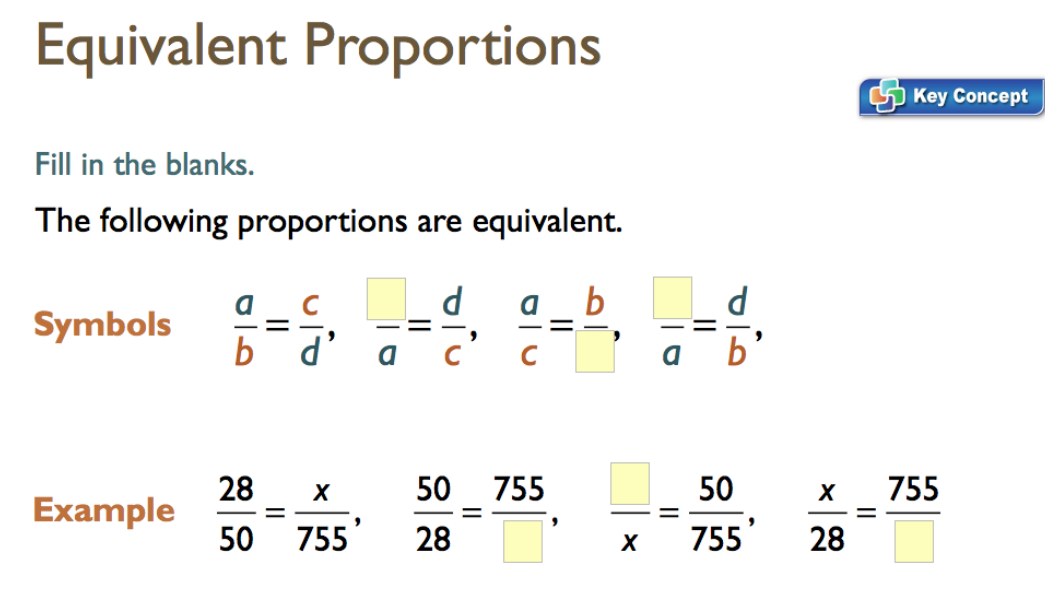 Equivalent Proportions
Key Concept
Fill in the blanks.
The following proportions are equivalent.
Symbols a/b = c/d, /a = d/c, a/c = b/ , /a = d/b,
Example 28/50 = x/755, 50/28 = 755/ , /x = 50/755, x/28 = 755/